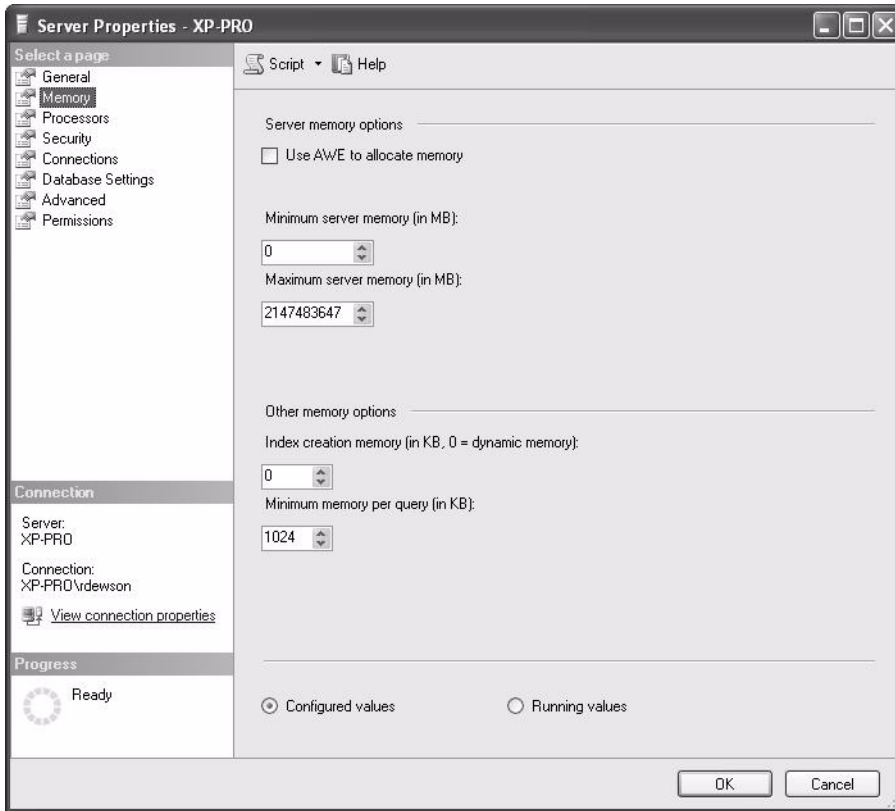 Server Properties - XP-PRO
Select a page
General
Memory
Processors
Security
Connections
Database Settings
Advanced
Permissions
Connection
Server:
XP-PRO
Connection:
XP-PRO\rdewson
View connection properties
Progress
Ready
Script
Help
Server memory options
Use AWE to allocate memory
Minimum server memory (in MB):
0
Maximum server memory (in MB):
2147483647
Other memory options
Index creation memory (in KB, 0 = dynamic memory):
0
Minimum memory per query (in KB):
1024
Configured values
Running values
OK
Cancel